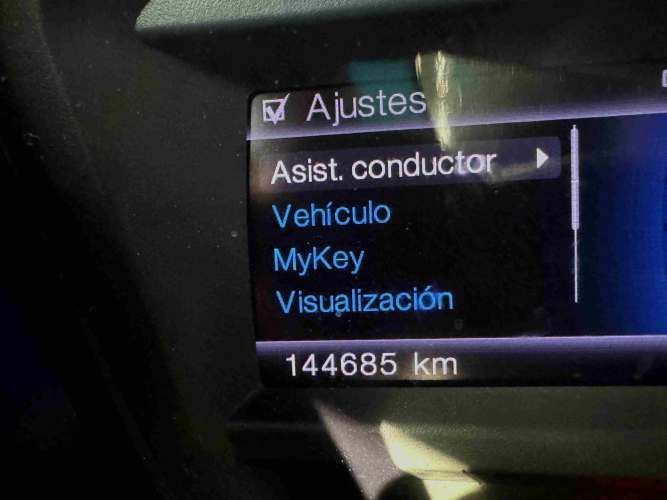 Ajustes
Asist. conductor
Vehículo
MyKey
Visualización
144685 km